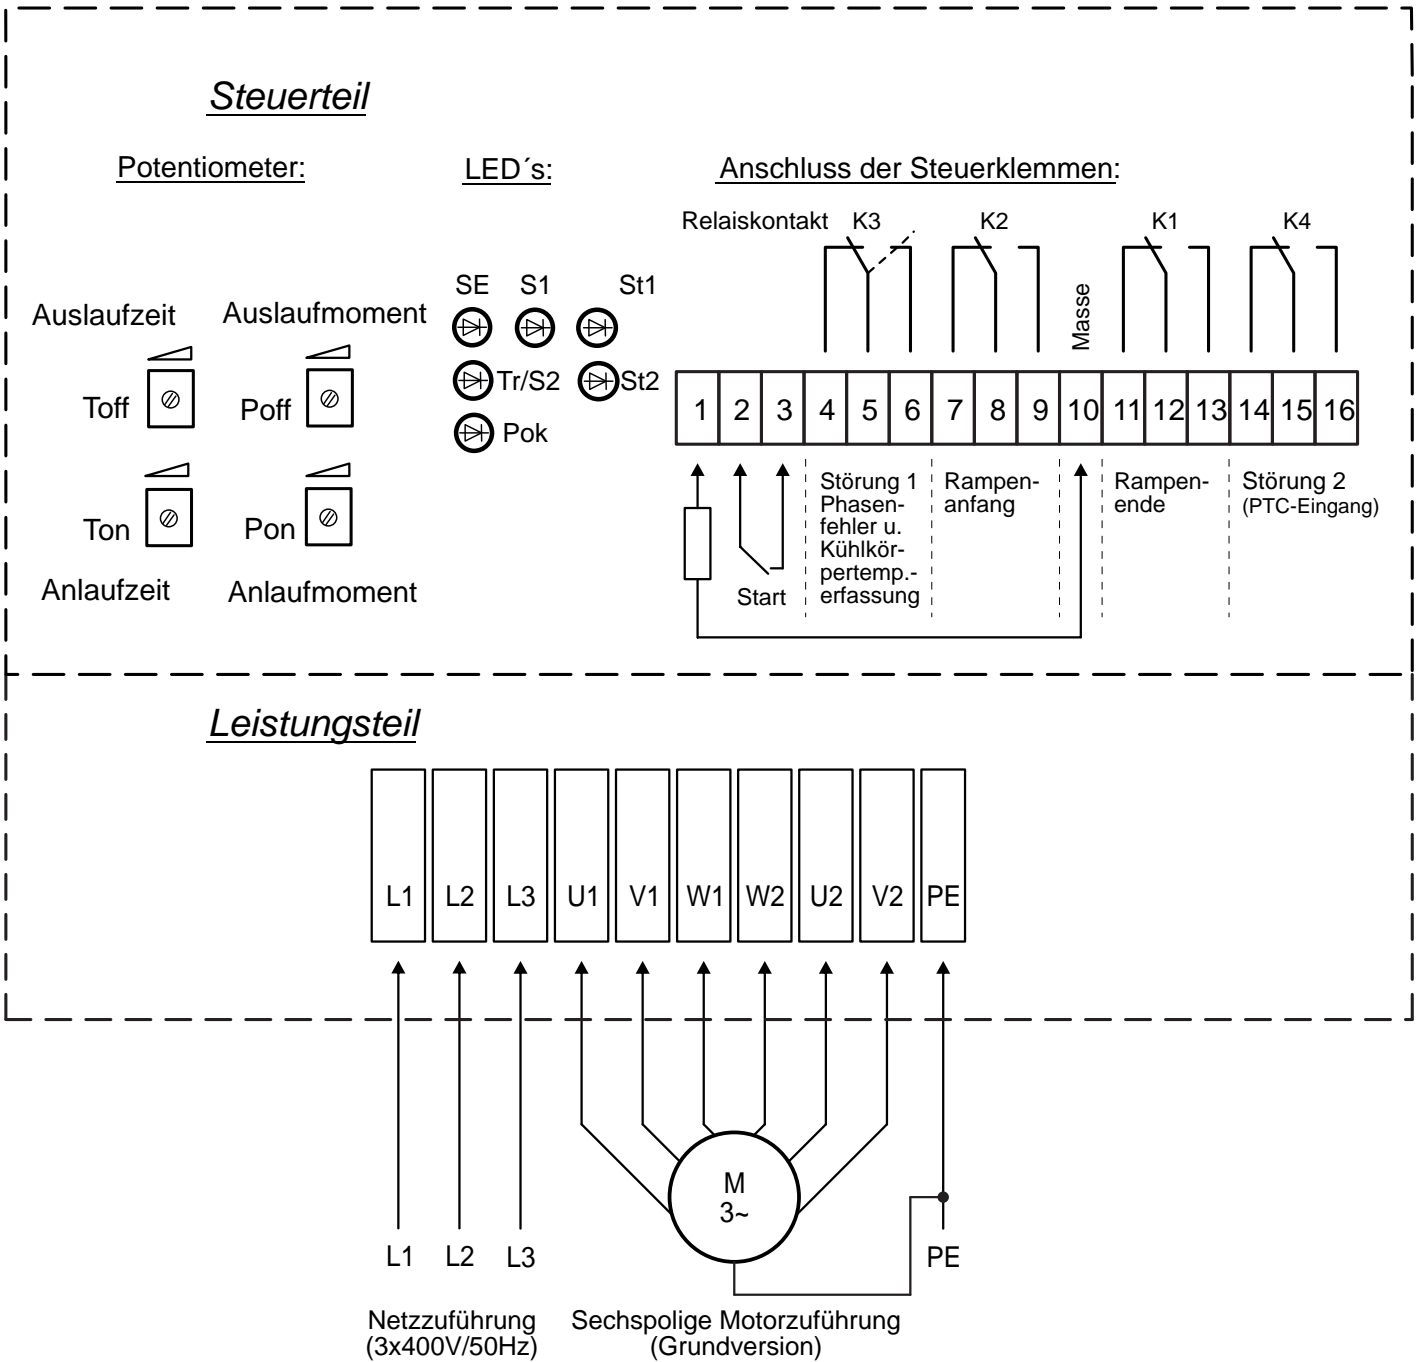 Steuerteil
Potentiometer:
LED´s:
Anschluss der Steuerklemmen:
Relaiskontakt K3 K2 K1 K4
Masse
SE S1 St1
Auslaufzeit Auslaufmoment
Tr/S2 St2
Toff Poff
Pok
1 2 3 4 5 6 7 8 9 10 11 12 13 14 15 16
Ton Pon
Anlaufzeit Anlaufmoment
Start
Störung 1
Phasen-
fehler u.
Kühlkör-
pertemp.-
erfassung
Rampen-
anfang
Rampen-
ende
Störung 2
(PTC-Eingang)
Leistungsteil
L1 L2 L3 U1 V1 W1 W2 U2 V2 PE
M
3~
L1 L2 L3 PE
Netzzuführung
(3x400V/50Hz)
Sechspolige Motorzuführung
(Grundversion)